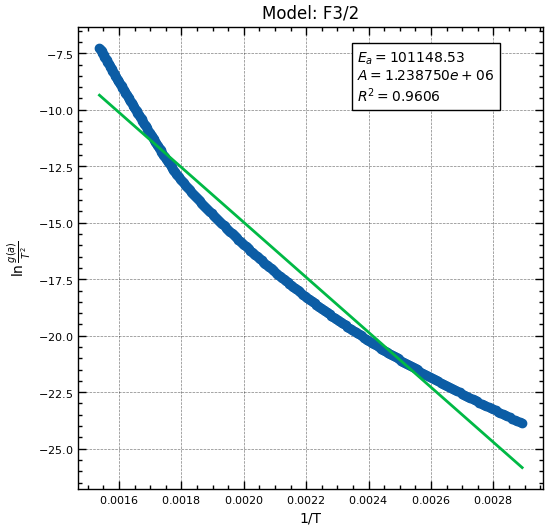 Model: F3/2
E_a = 101148.53
A = 1.238750e + 06
R² = 0.9606
ln g(a)/T²
−7.5
−10.0
−12.5
−15.0
−17.5
−20.0
−22.5
−25.0
0.0016 0.0018 0.0020 0.0022 0.0024 0.0026 0.0028
1/T